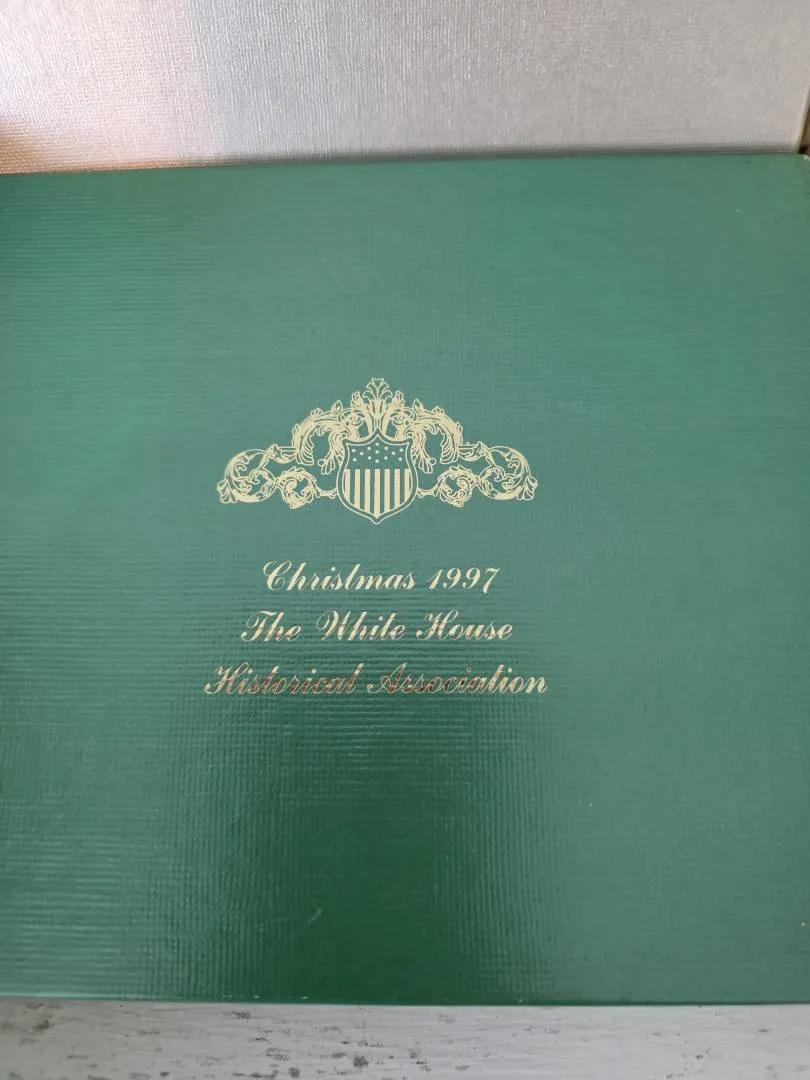 Christmas 1997
The White House
Historical Association